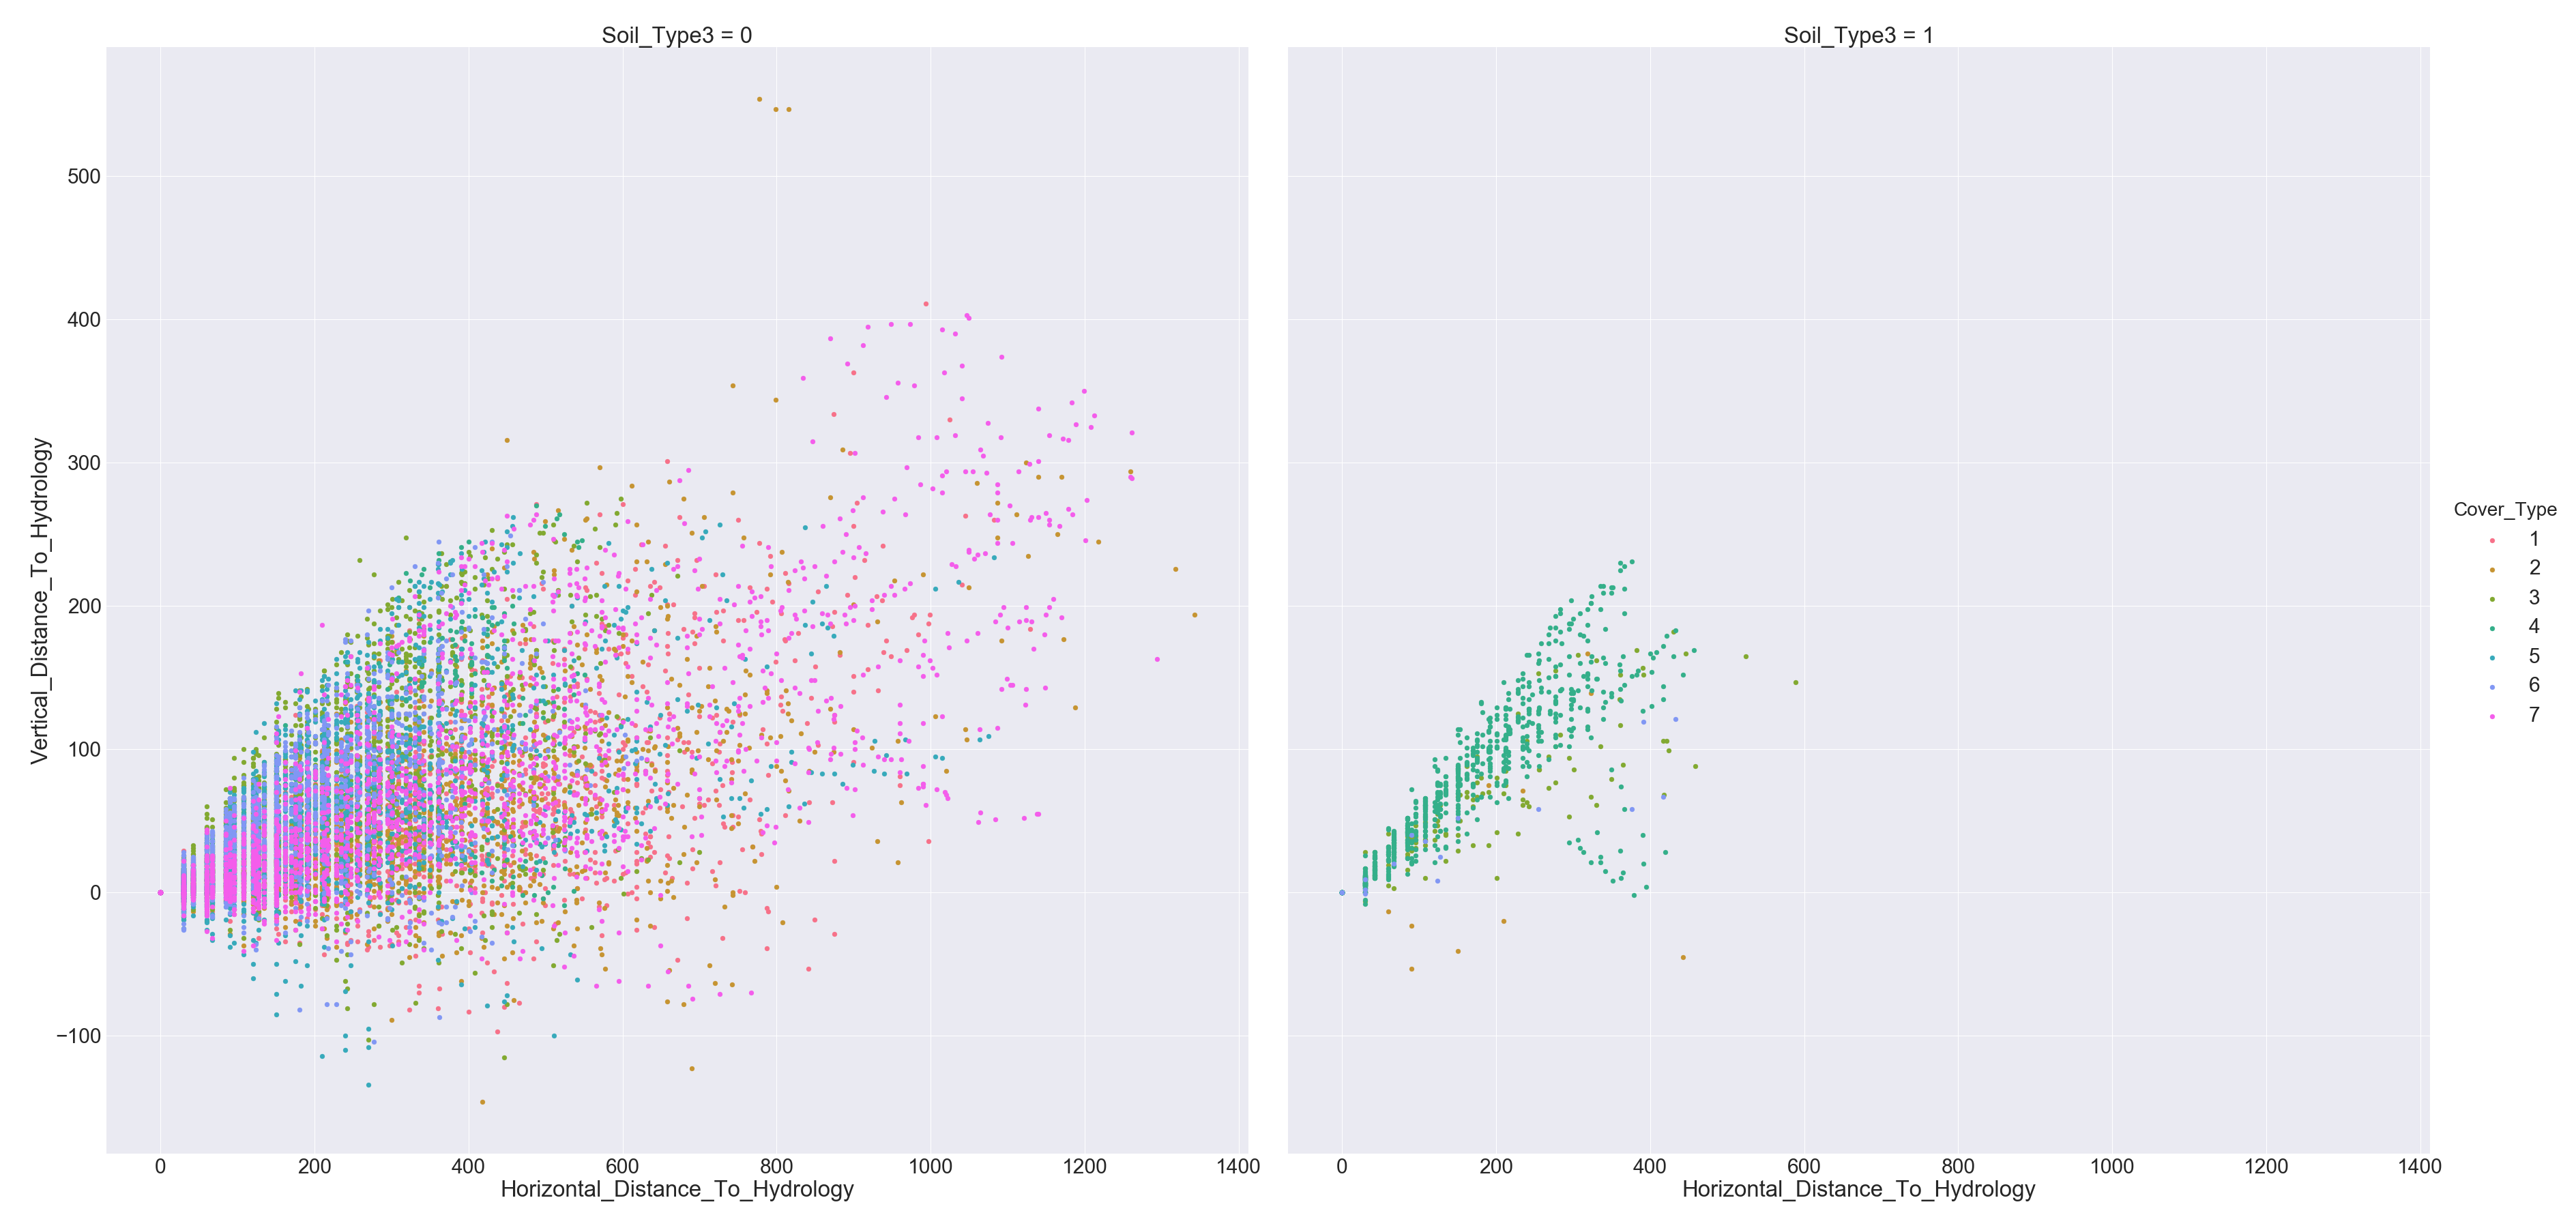 Soil_Type3 = 0
Soil_Type3 = 1
Vertical_Distance_To_Hydrology
500
400
300
200
100
0
−100
0 200 400 600 800 1000 1200 1400
0 200 400 600 800 1000 1200 1400
Horizontal_Distance_To_Hydrology
Horizontal_Distance_To_Hydrology
Cover_Type
1
2
3
4
5
6
7